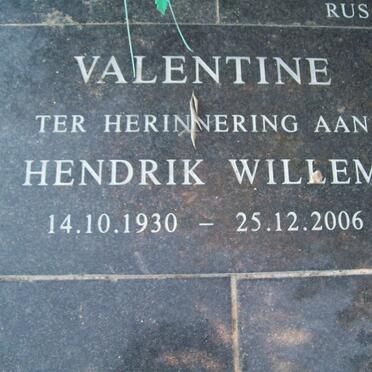 RUS
VALENTINE
TER HERINNERING AAN
HENDRIK WILLEM
14.10.1930 – 25.12.2006